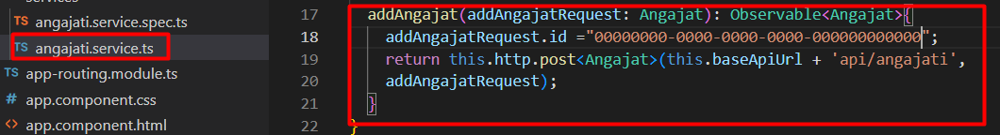 services
TS angajati.service.spec.ts
TS angajati.service.ts
TS app-routing.module.ts
# app.component.css
<> app.component.html
17 addAngajat(addAngajatRequest: Angajat): Observable<Angajat>{
18 addAngajatRequest.id ="00000000-0000-0000-0000-000000000000";
19 return this.http.post<Angajat>(this.baseApiUrl + 'api/angajati',
20 addAngajatRequest);
21 }
22 }